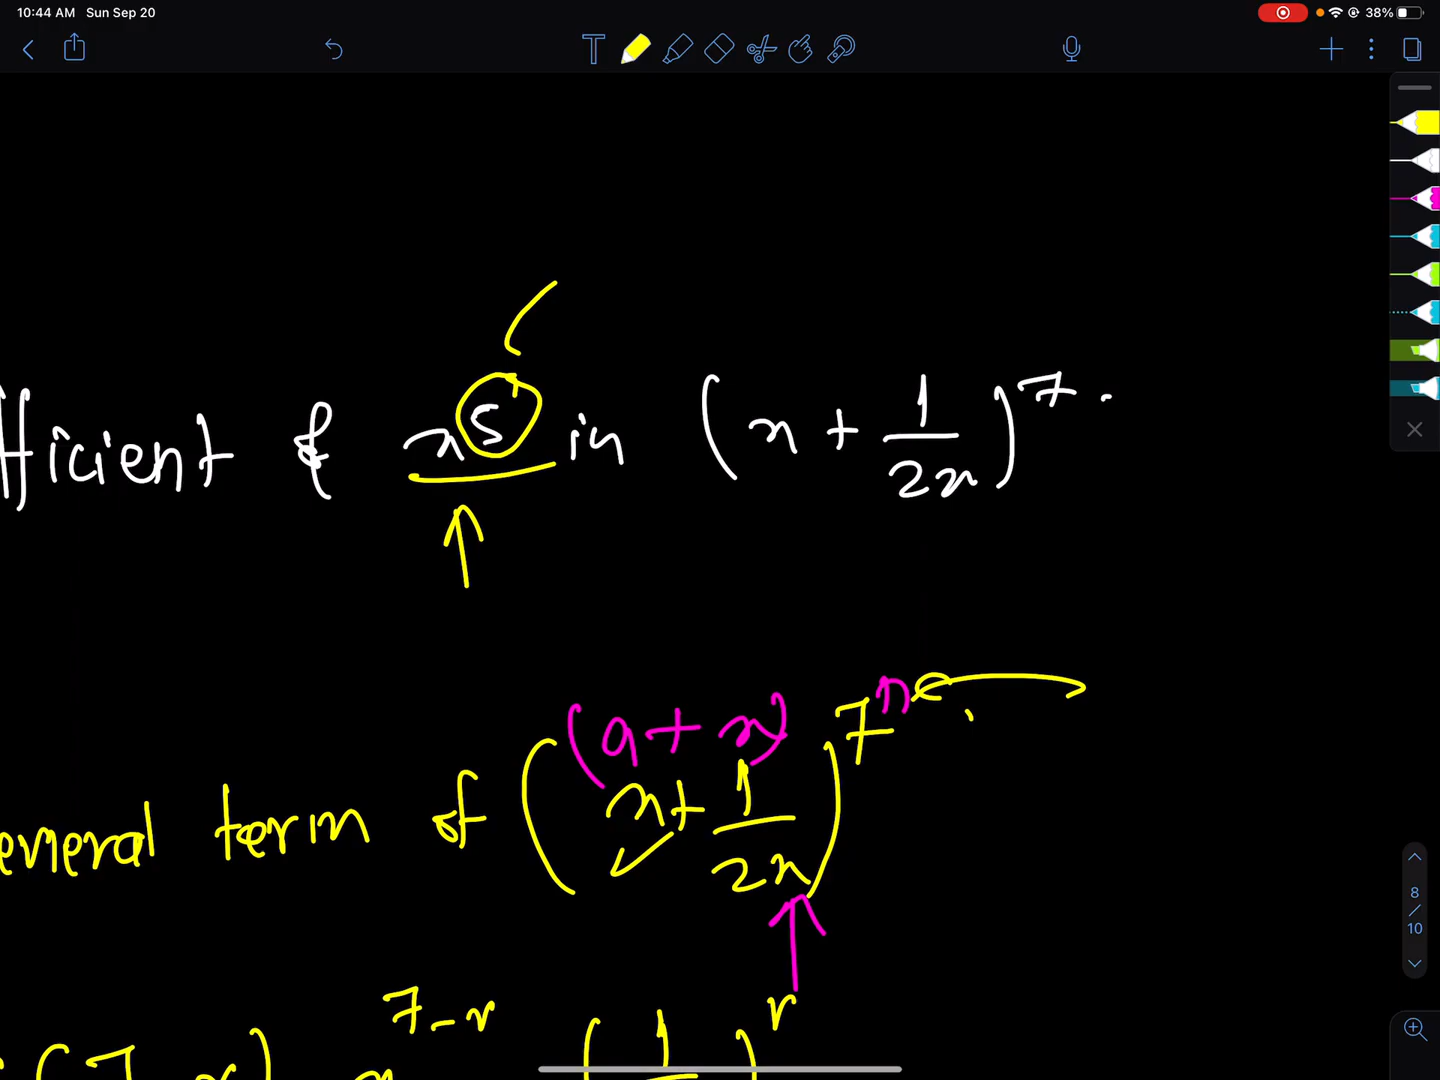 10:44 AM Sun Sep 20 38%
fficient of x^5 in (x + 1/2x)^7.
(a + x)^n
eneral term of (x + 1/2x)^7
7-r r
8
/
10